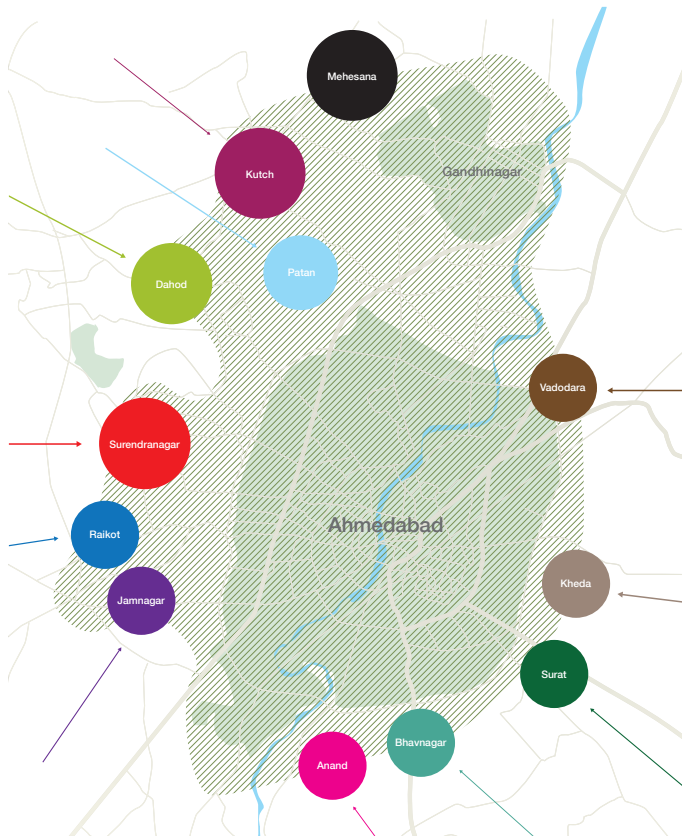 Mehesana
Kutch
Gandhinagar
Patan
Dahod
Vadodara
Surendranagar
Ahmedabad
Raikot
Kheda
Jamnagar
Surat
Bhavnagar
Anand